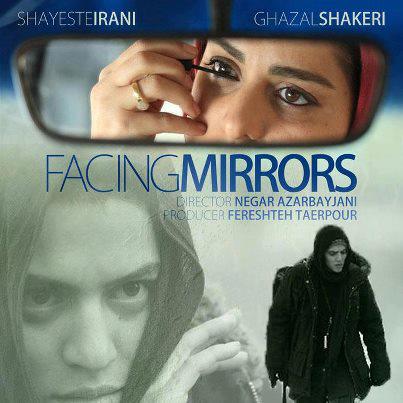 SHAYESTEIRANI GHAZALSHAKERI
FACINGMIRRORS
DIRECTOR NEGAR AZARBAYJANI
PRODUCER FERESHTEH TAERPOUR